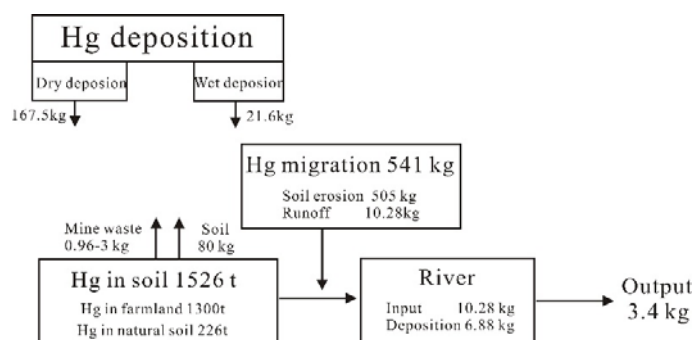 Hg deposition
Dry deposion
Wet deposior
167.5kg
21.6kg
Hg migration 541 kg
Soil erosion 505 kg
Runoff 10.28kg
Mine waste
0.96-3 kg
Soil
80 kg
Hg in soil 1526 t
Hg in farmland 1300t
Hg in natural soil 226t
River
Input 10.28 kg
Deposition 6.88 kg
Output
3.4 kg